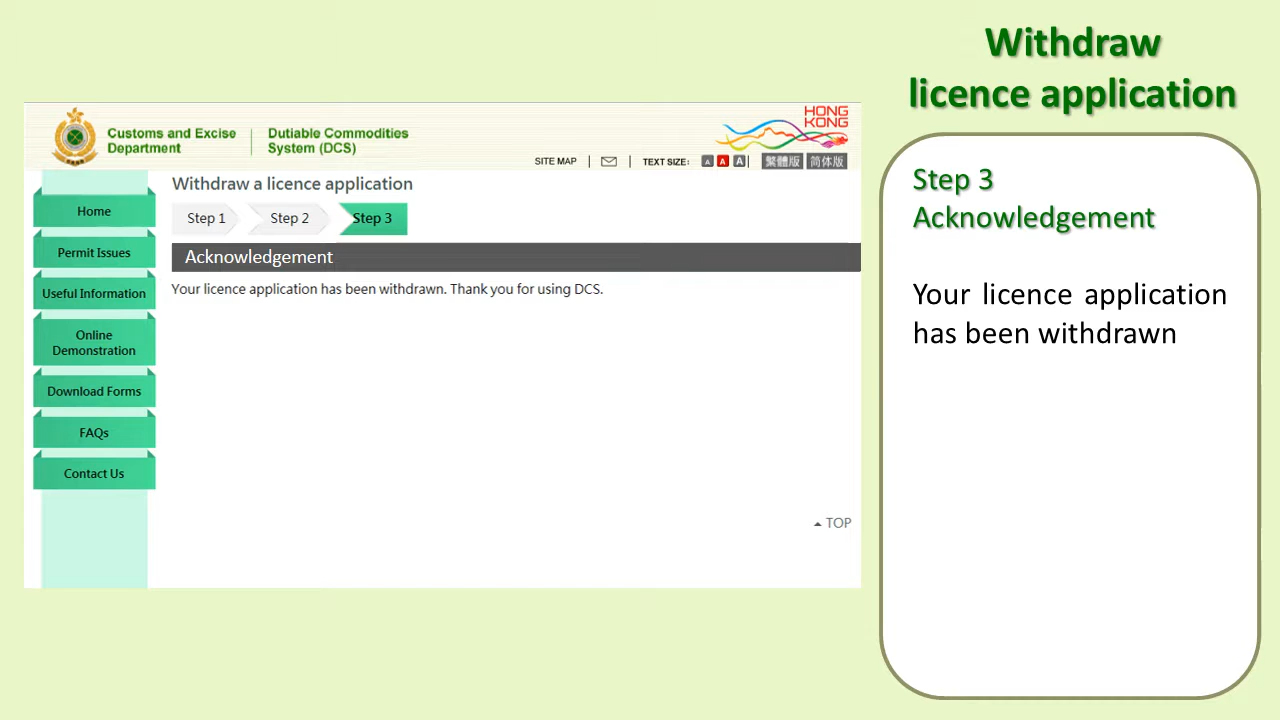 Withdraw
licence application
HONG
KONG
Customs and Excise
Department
Dutiable Commodities
System (DCS)
SITE MAP
TEXT SIZE:
A A A
繁體版 简体版
Withdraw a licence application
Step 1 Step 2 Step 3
Acknowledgement
Your licence application has been withdrawn. Thank you for using DCS.
Home
Permit Issues
Useful Information
Online
Demonstration
Download Forms
FAQs
Contact Us
TOP
Step 3
Acknowledgement
Your licence application
has been withdrawn